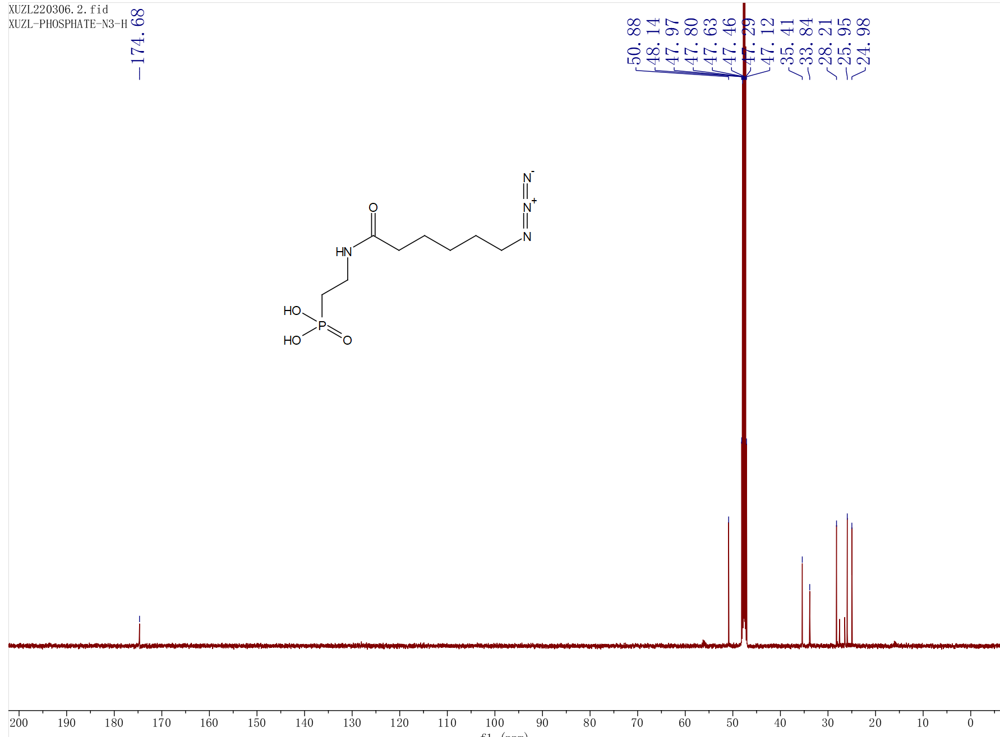 XUZL220306.2.fid
XUZL-PHOSPHATE-N3-H
—174.68
50.88
48.14
47.97
47.80
47.63
47.46
47.29
47.12
35.41
33.84
28.21
25.95
24.98
N-
N+
N
O
HN
HO
P
HO
O
200 190 180 170 160 150 140 130 120 110 100 90 80 70 60 50 40 30 20 10 0
f1 (ppm)